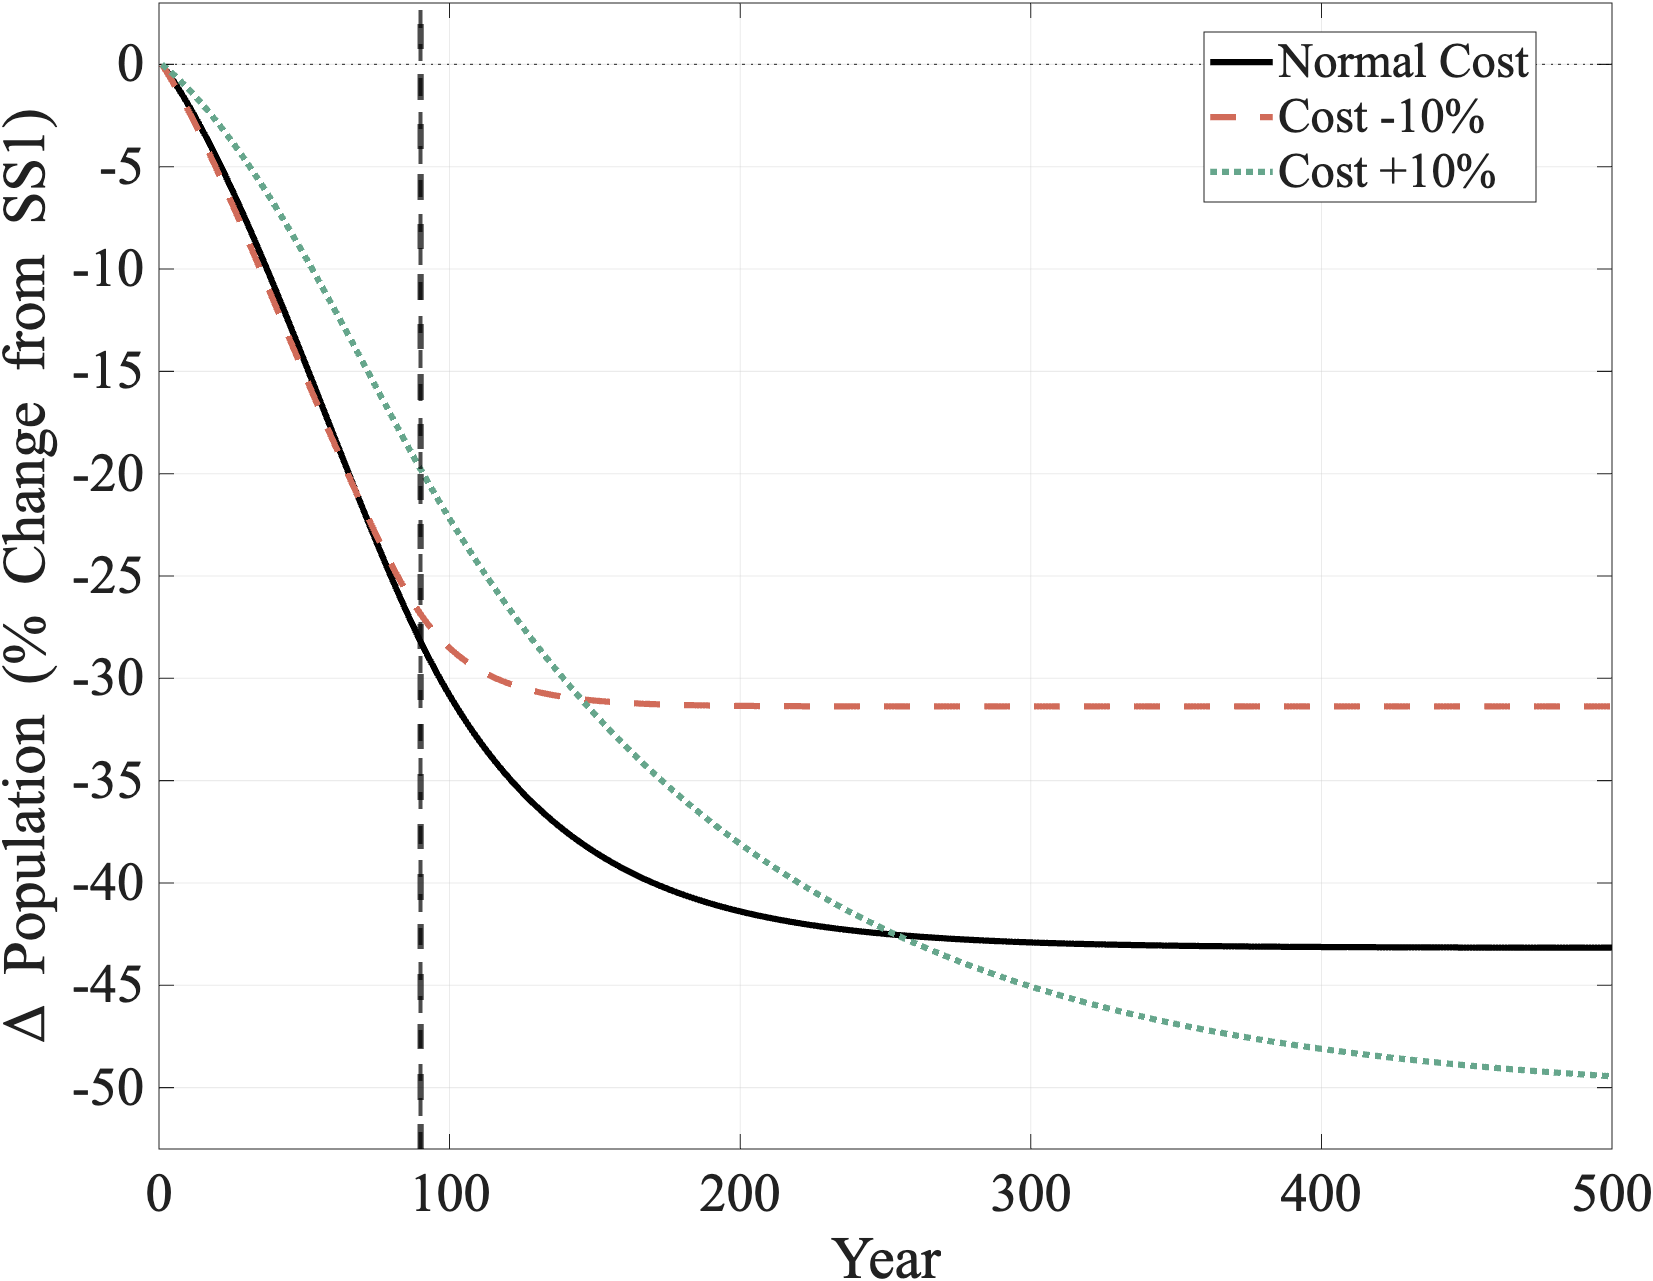 Δ Population (% Change from SS1)
0
-5
-10
-15
-20
-25
-30
-35
-40
-45
-50
Normal Cost
Cost -10%
Cost +10%
0 100 200 300 400 500
Year